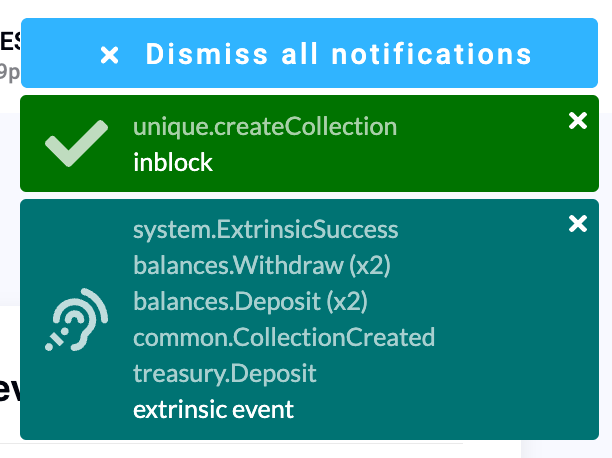 ES
9p
Dismiss all notifications
unique.createCollection
inblock
system.ExtrinsicSuccess
balances.Withdraw (x2)
balances.Deposit (x2)
common.CollectionCreated
treasury.Deposit
extrinsic event
ev